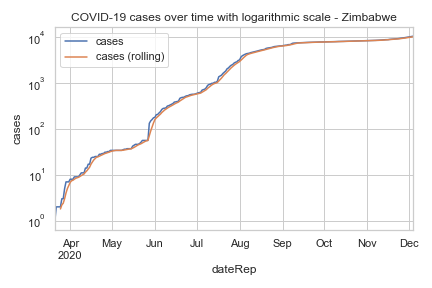 COVID-19 cases over time with logarithmic scale - Zimbabwe
cases
cases (rolling)
10⁴
10³
10²
10¹
10⁰
cases
Apr May Jun Jul Aug Sep Oct Nov Dec
2020
dateRep